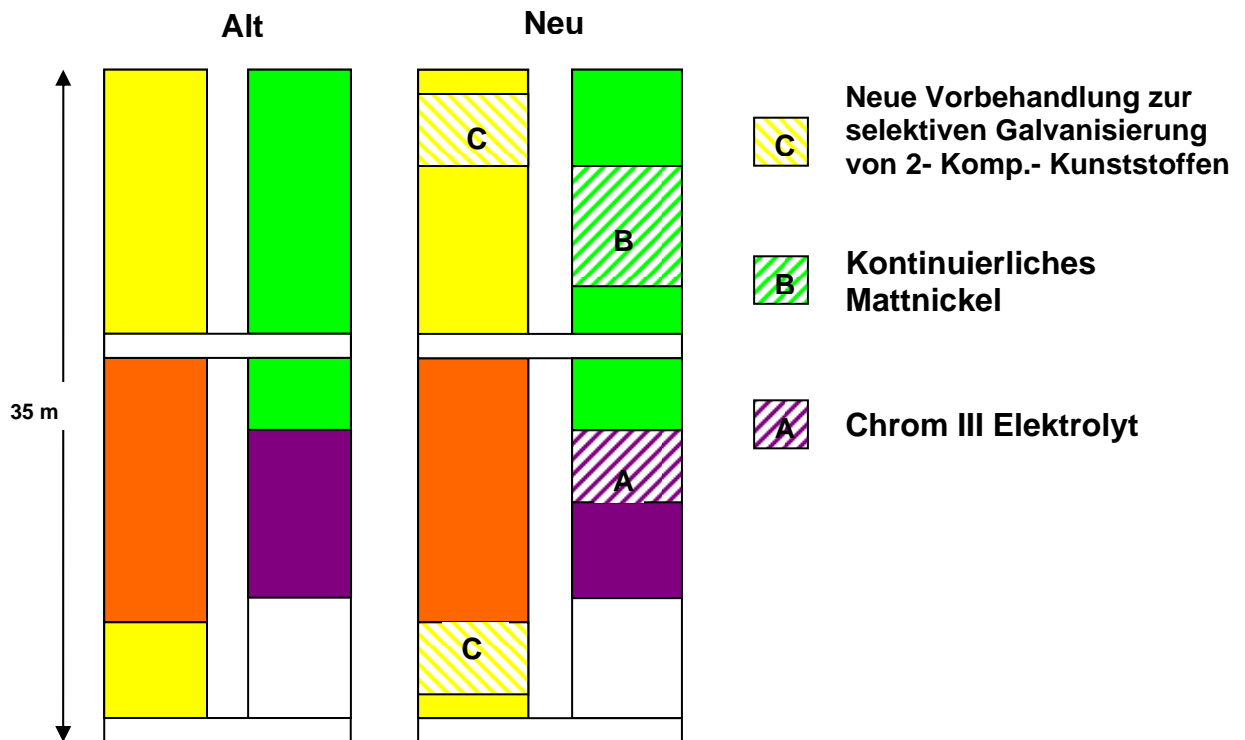 Alt
Neu
35 m
C
B
A
C
C
Neue Vorbehandlung zur
selektiven Galvanisierung
von 2- Komp.- Kunststoffen
B
Kontinuierliches
Mattnickel
A
Chrom III Elektrolyt